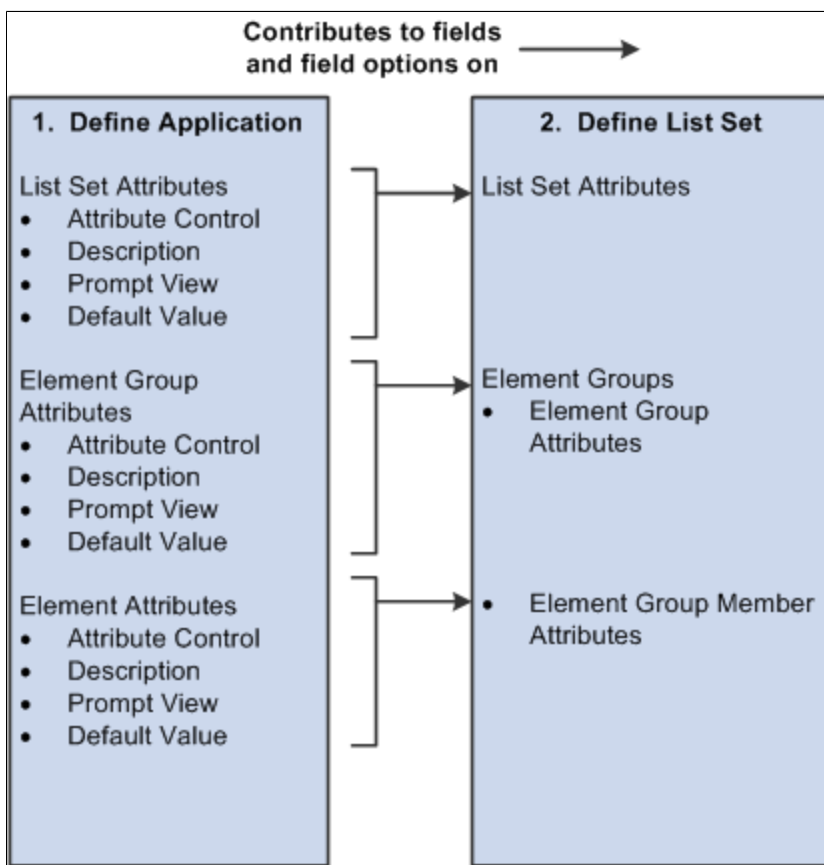 Contributes to fields
and field options on
1. Define Application
List Set Attributes
• Attribute Control
• Description
• Prompt View
• Default Value
Element Group
Attributes
• Attribute Control
• Description
• Prompt View
• Default Value
Element Attributes
• Attribute Control
• Description
• Prompt View
• Default Value
2. Define List Set
List Set Attributes
Element Groups
• Element Group
Attributes
• Element Group Member
Attributes